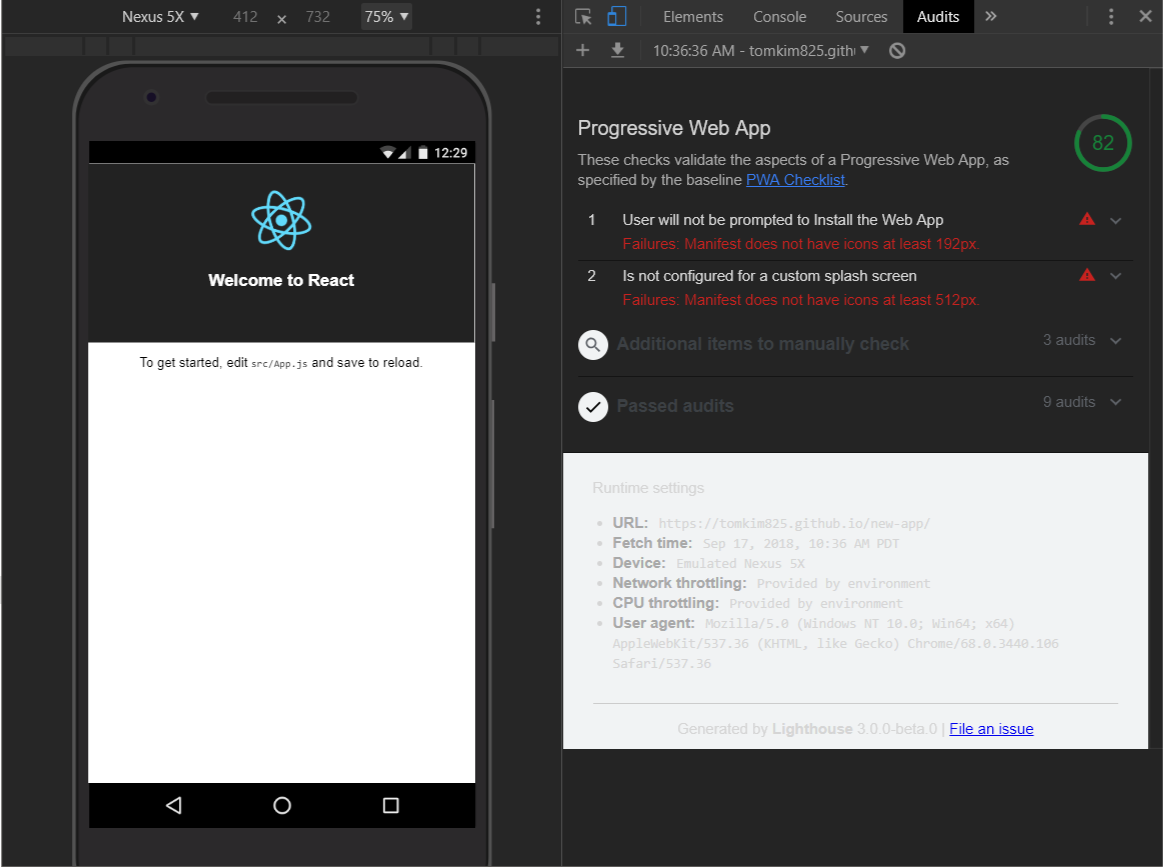 Nexus 5X ▼ 412 × 732 75% ▼
12:29
Welcome to React
To get started, edit src/App.js and save to reload.
Elements Console Sources Audits »
10:36:36 AM - tomkim825.gith
Progressive Web App
82
These checks validate the aspects of a Progressive Web App, as
specified by the baseline PWA Checklist.
1 User will not be prompted to Install the Web App
Failures: Manifest does not have icons at least 192px.
2 Is not configured for a custom splash screen
Failures: Manifest does not have icons at least 512px.
Additional items to manually check 3 audits
Passed audits 9 audits
Runtime settings
• URL: https://tomkim825.github.io/new-app/
• Fetch time: Sep 17, 2018, 10:36 AM PDT
• Device: Emulated Nexus 5X
• Network throttling: Provided by environment
• CPU throttling: Provided by environment
• User agent: Mozilla/5.0 (Windows NT 10.0; Win64; x64)
AppleWebKit/537.36 (KHTML, like Gecko) Chrome/68.0.3440.106
Safari/537.36
Generated by Lighthouse 3.0.0-beta.0 | File an issue